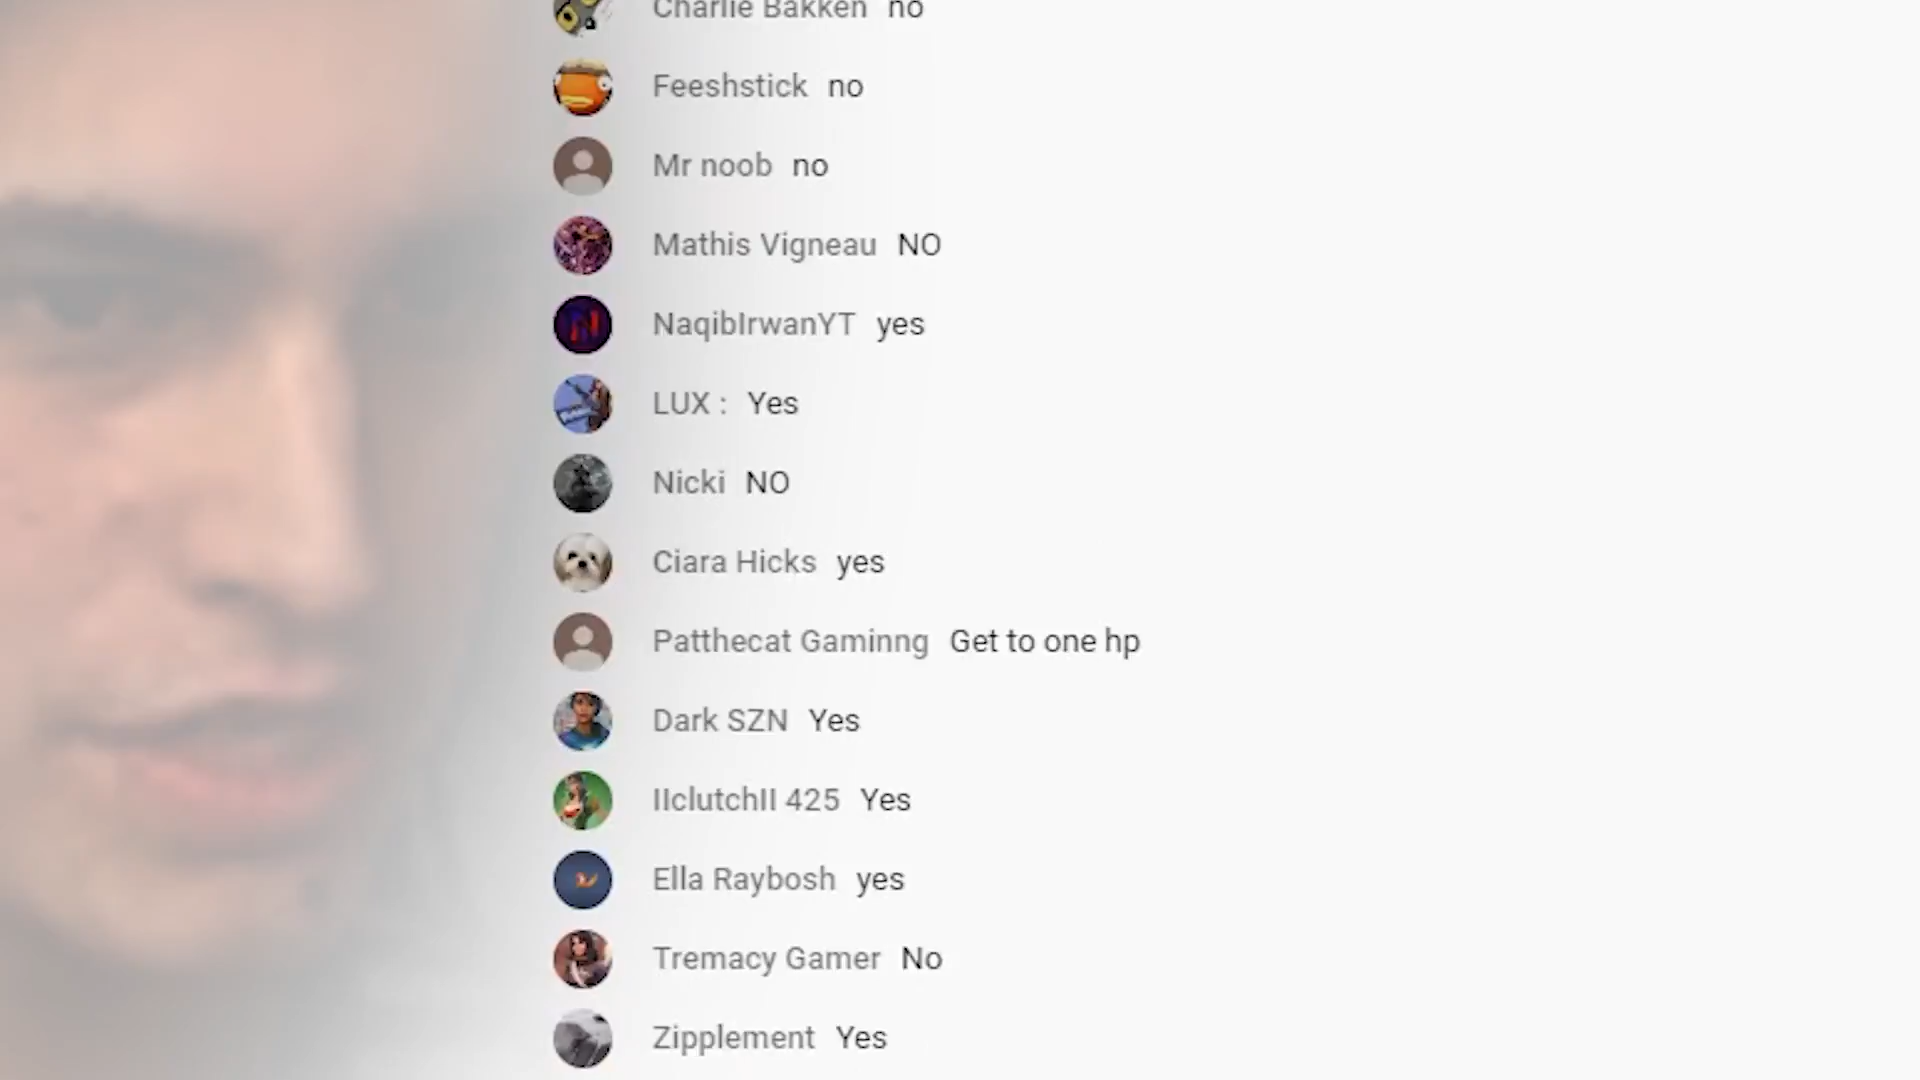 Charlie Bakken no
Feeshstick no
Mr noob no
Mathis Vigneau NO
NaqibIrwanYT yes
LUX : Yes
Nicki NO
Ciara Hicks yes
Patthecat Gaminng Get to one hp
Dark SZN Yes
IIclutchII 425 Yes
Ella Raybosh yes
Tremacy Gamer No
Zipplement Yes